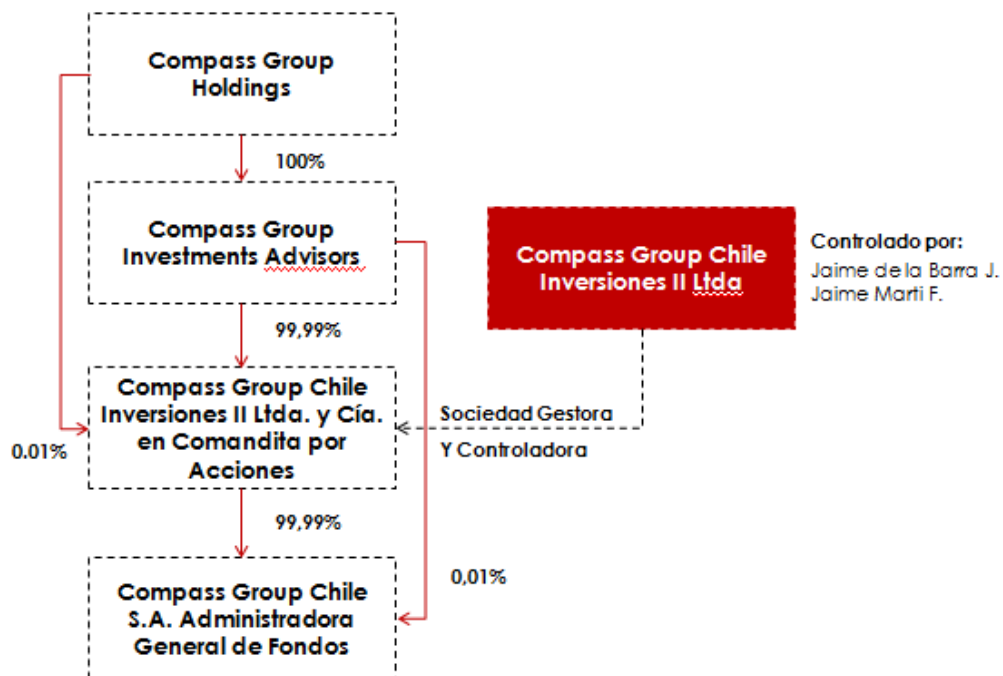 Compass Group
Holdings
100%
Compass Group
Investments Advisors
Compass Group Chile
Inversiones II Ltda
Controlado por:
Jaime de la Barra J.
Jaime Marti F.
99,99%
Compass Group Chile
Inversiones II Ltda. y Cía.
en Comandita por
Acciones
Sociedad Gestora
Y Controladora
0.01%
99,99%
0,01%
Compass Group Chile
S.A. Administradora
General de Fondos